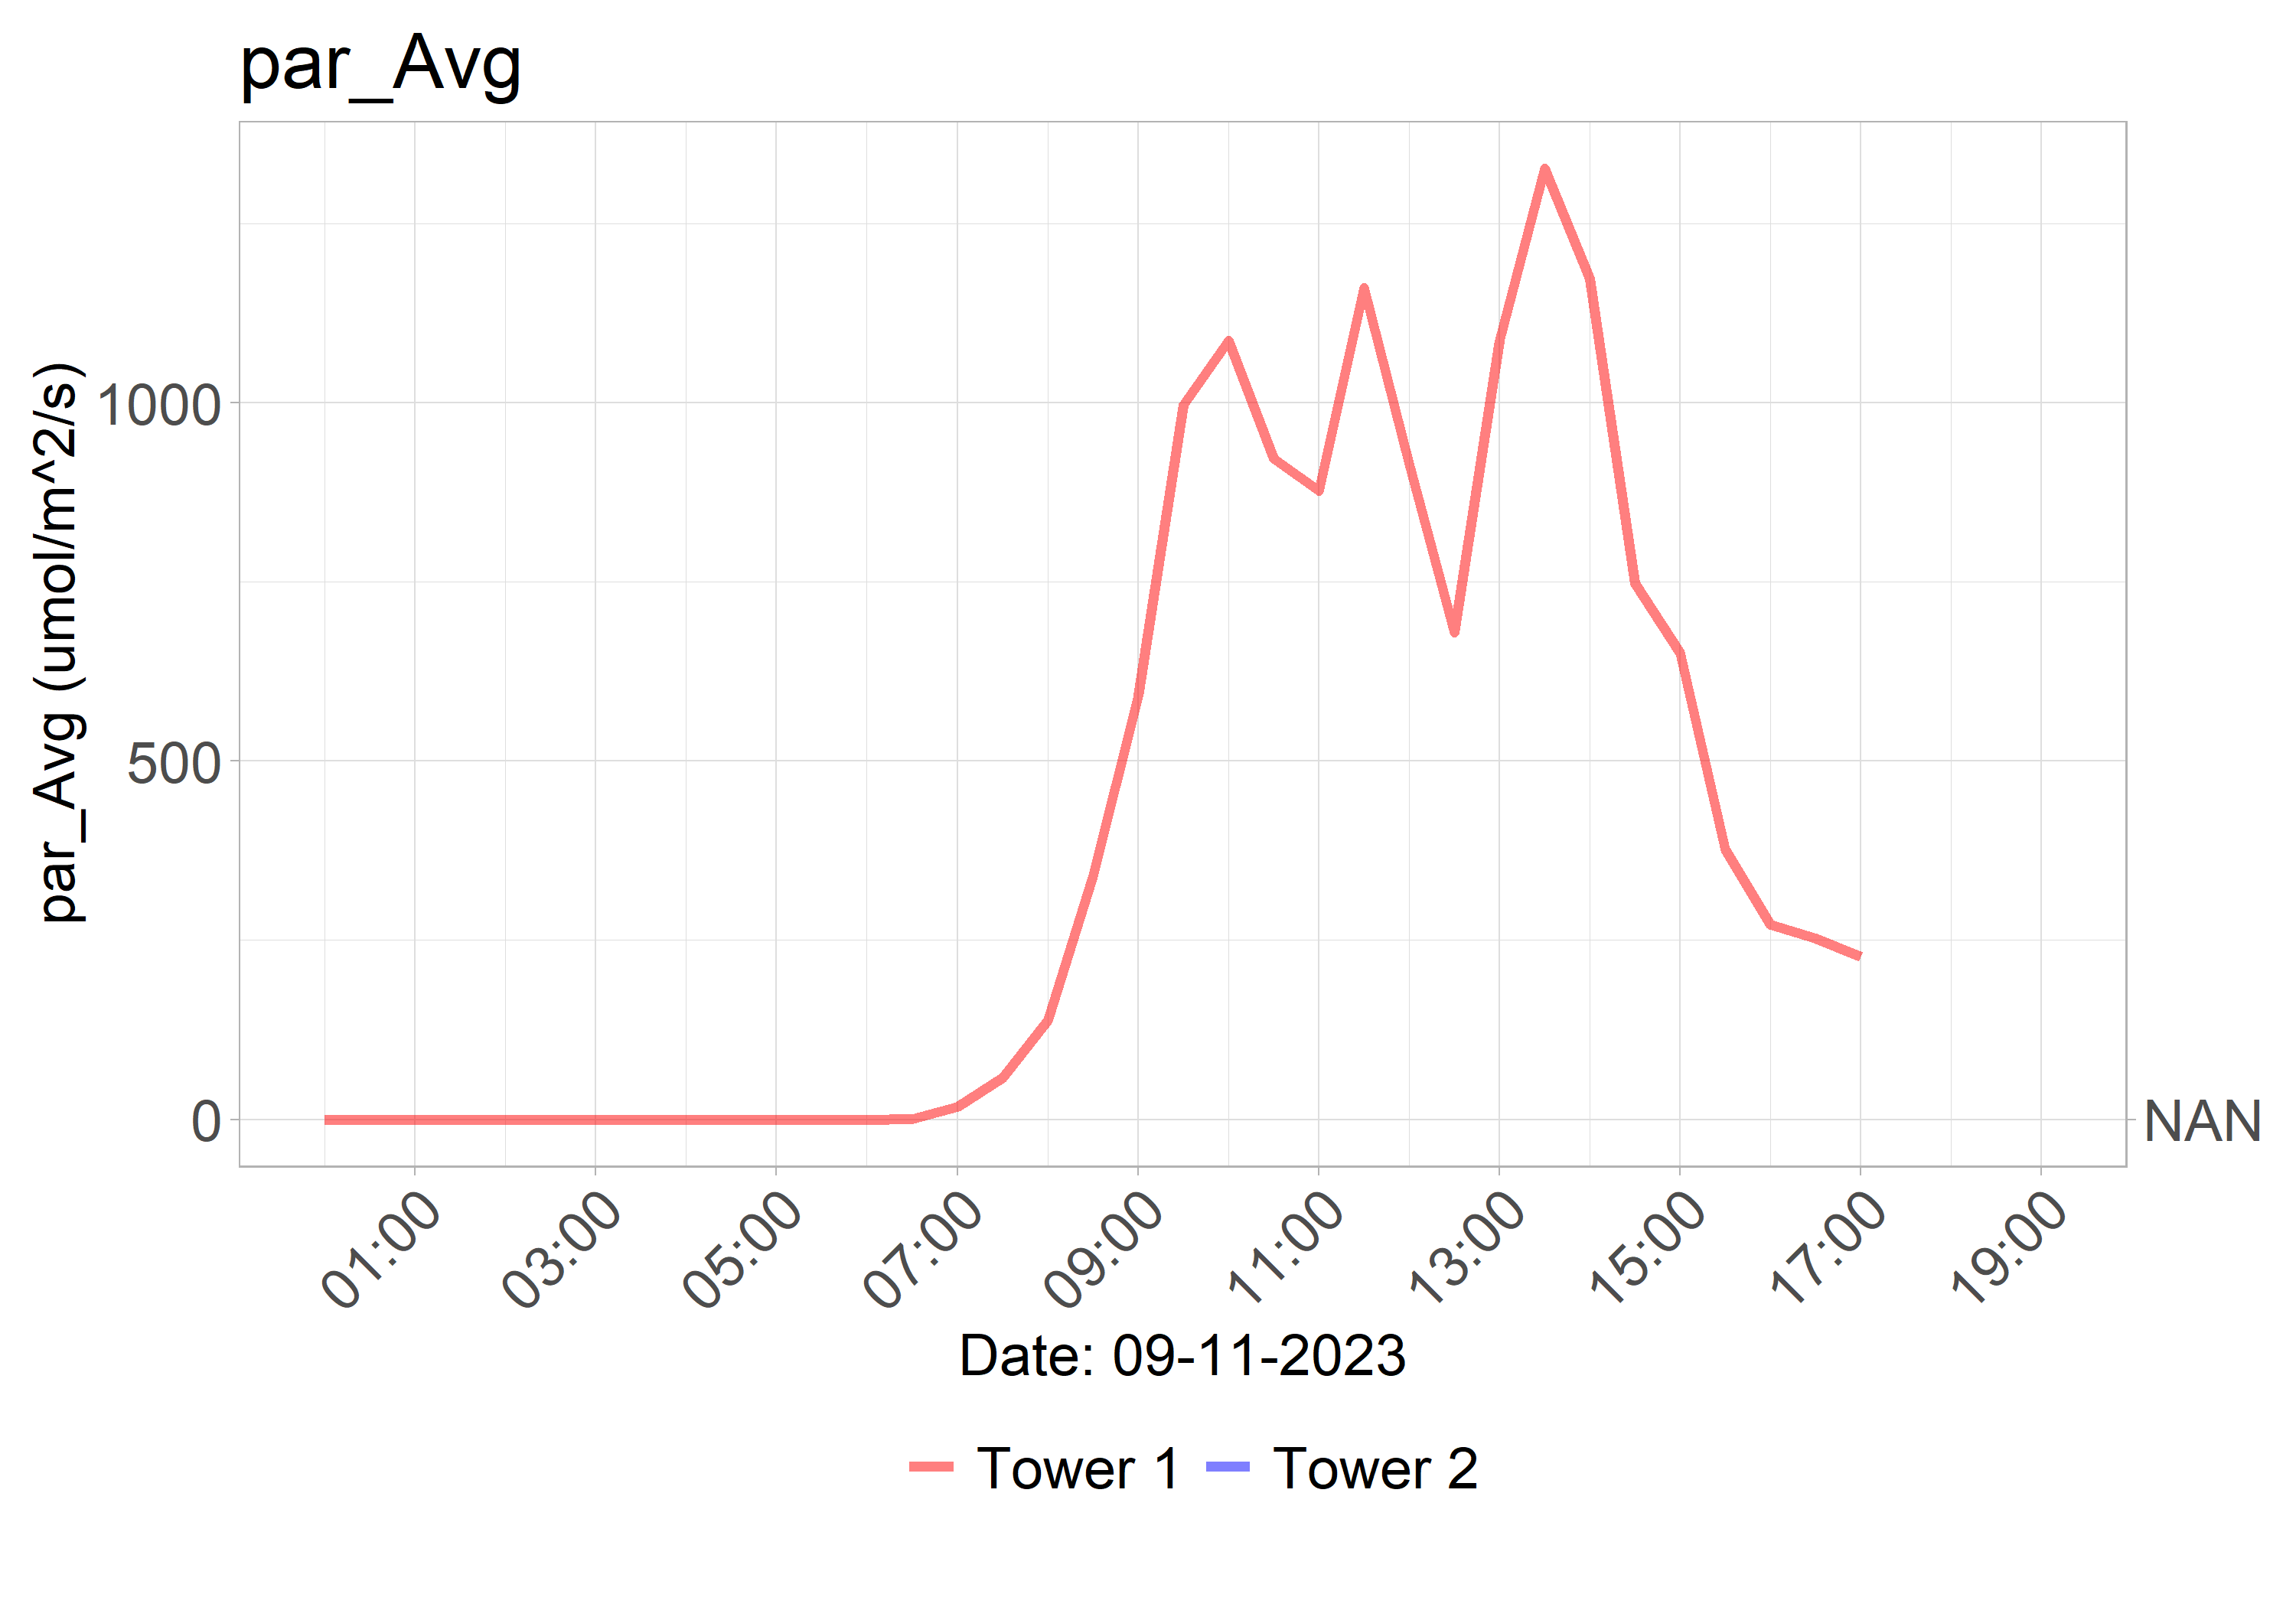 par_Avg
par_Avg (umol/m^2/s)
1000
500
0
NAN
01:00
03:00
05:00
07:00
09:00
11:00
13:00
15:00
17:00
19:00
Date: 09-11-2023
Tower 1
Tower 2